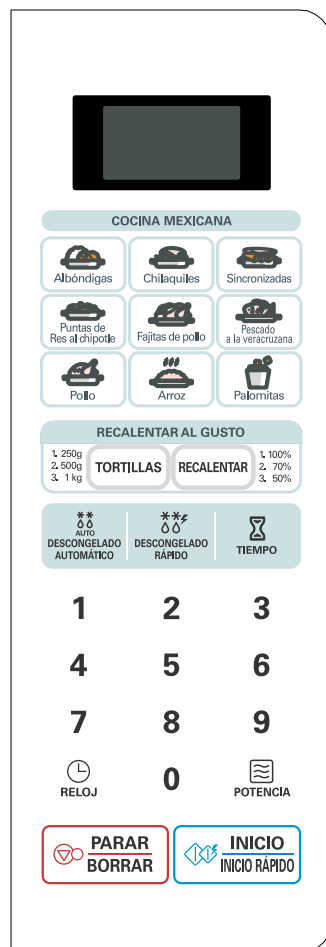 COCINA MEXICANA
Albóndigas
Chilaquiles
Sincronizadas
Puntas de
Res al chipotle
Fajitas de pollo
Pescado
a la veracruzana
Pollo
Arroz
Palomitas
RECALENTAR AL GUSTO
1. 250g
2. 500g
3. 1 kg
TORTILLAS
RECALENTAR
1. 100%
2. 70%
3. 50%
AUTO
DESCONGELADO
AUTOMÁTICO
DESCONGELADO
RÁPIDO
TIEMPO
1 2 3
4 5 6
7 8 9
RELOJ
0
POTENCIA
PARAR
BORRAR
INICIO
INICIO RÁPIDO